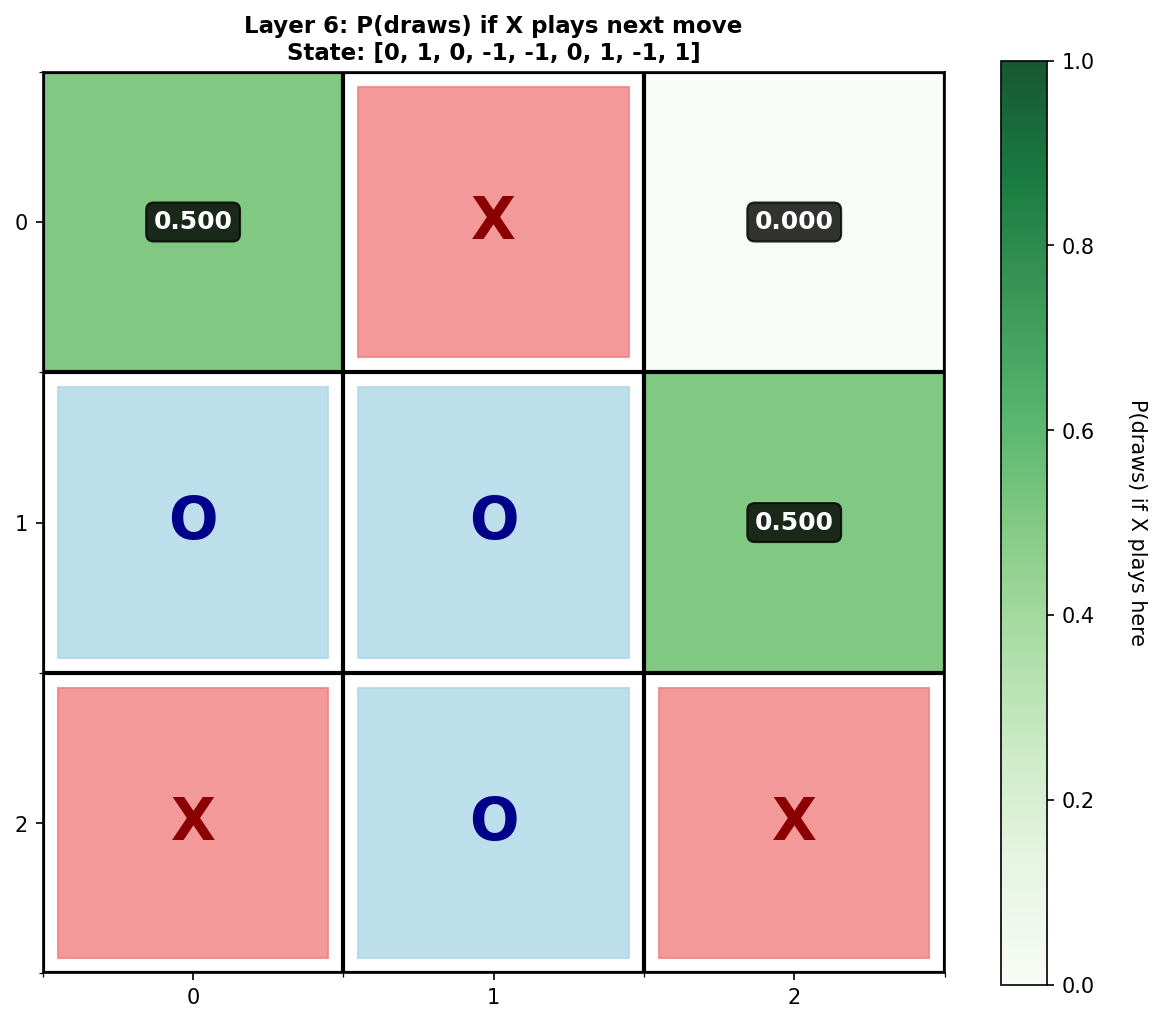 Layer 6: P(draws) if X plays next move
State: [0, 1, 0, -1, -1, 0, 1, -1, 1]
0
0.500
X
0.000
1
O
O
0.500
2
X
O
X
0
1
2
1.0
0.8
0.6
0.4
0.2
0.0
P(draws) if X plays here